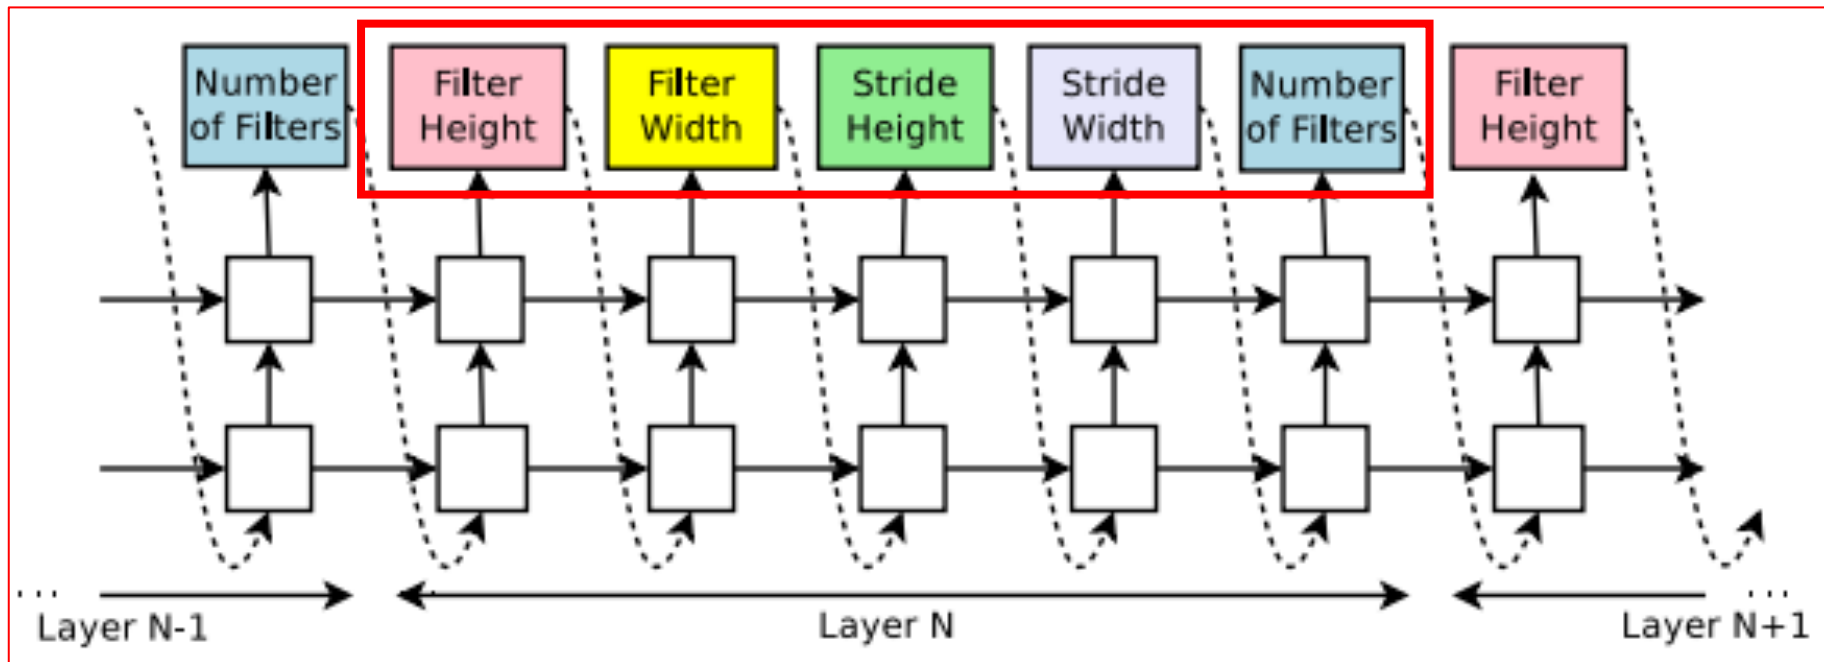 Number
of Filters
Filter
Height
Filter
Width
Stride
Height
Stride
Width
Number
of Filters
Filter
Height
...
Layer N-1
Layer N
...
Layer N+1